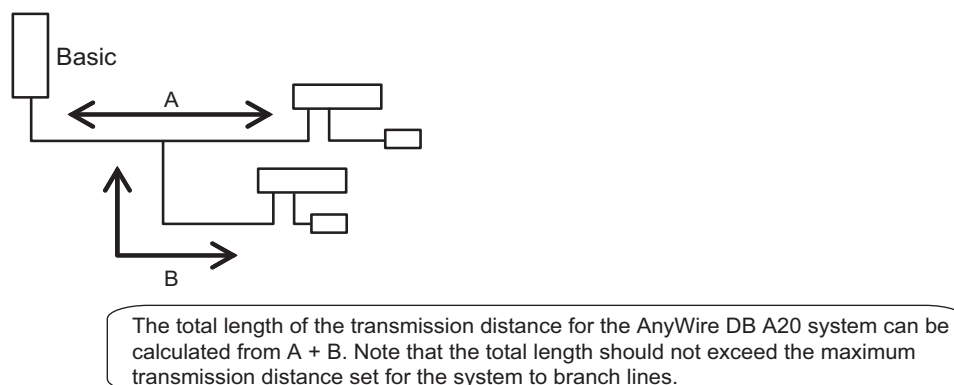 Basic
A
B
The total length of the transmission distance for the AnyWire DB A20 system can be
calculated from A + B. Note that the total length should not exceed the maximum
transmission distance set for the system to branch lines.